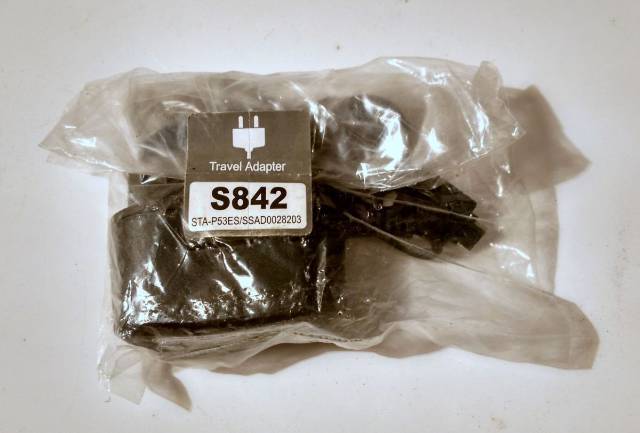 Travel Adapter
S842
STA-P53ES/SSAD0028203